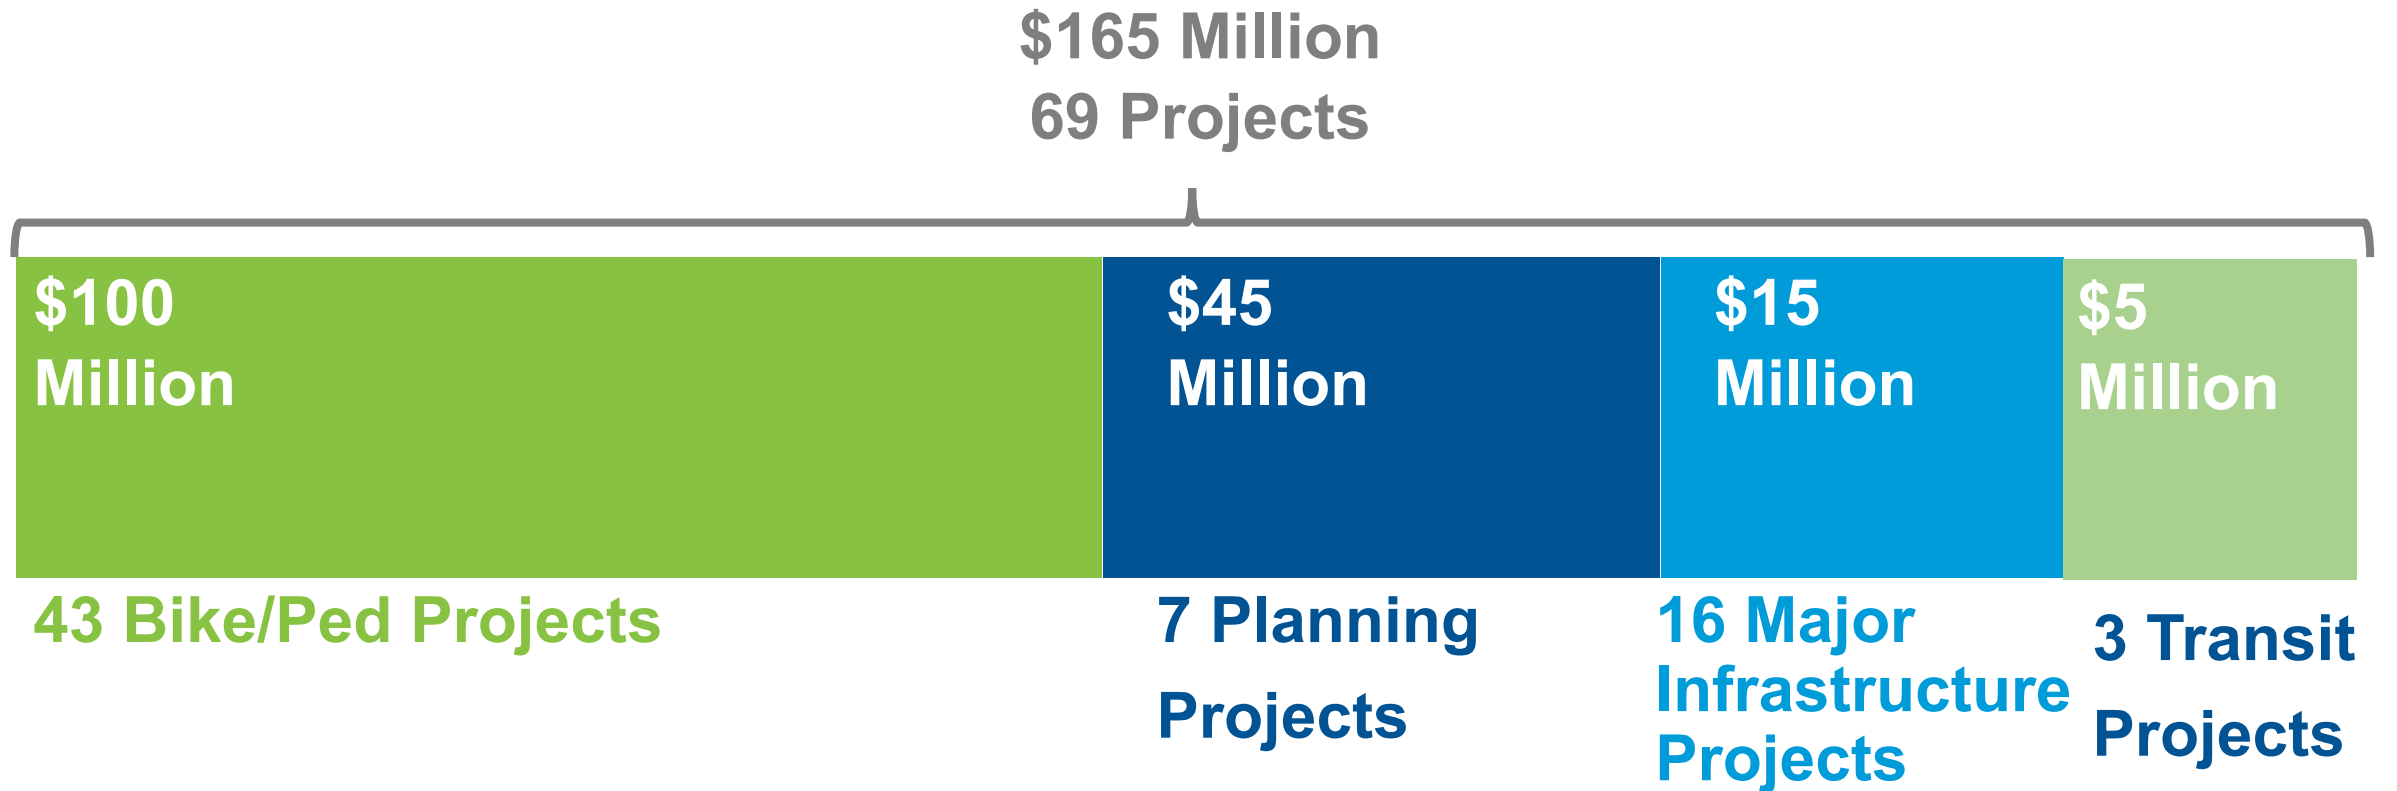 $165 Million
69 Projects
$100
Million
$45
Million
$15
Million
$5
Million
43 Bike/Ped Projects
7 Planning
Projects
16 Major
Infrastructure
Projects
3 Transit
Projects